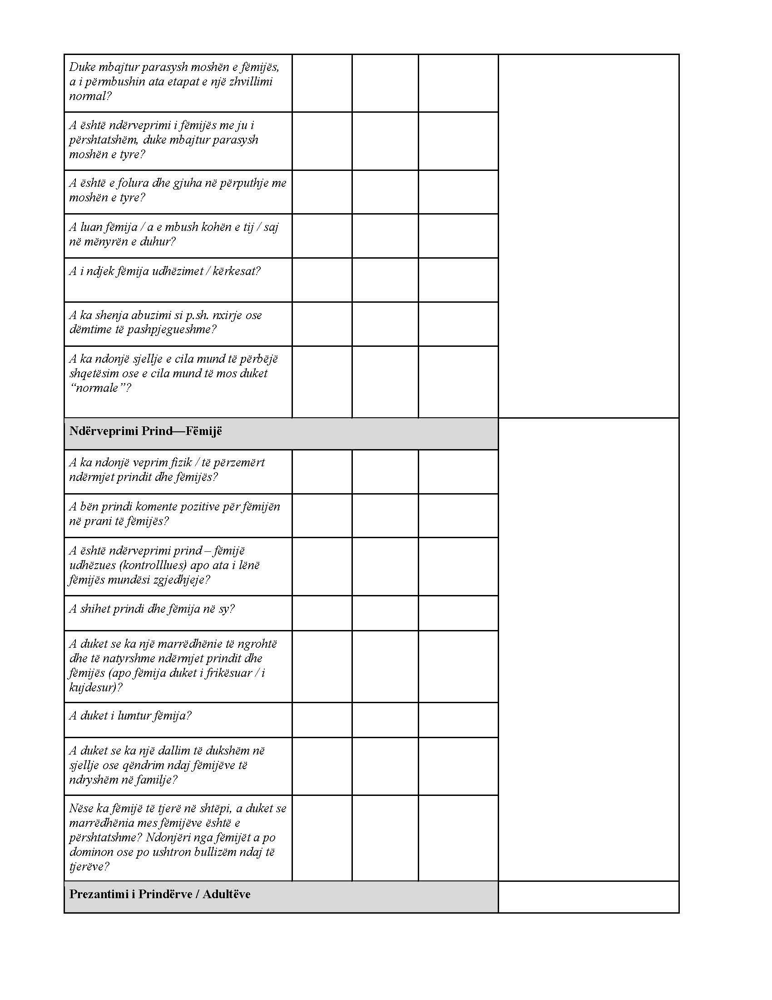 Duke mbajtur parasysh moshën e fëmijës,
a i përmbushin ata etapat e një zhvillimi
normal?
A është ndërveprimi i fëmijës me ju i
përshtatshëm, duke mbajtur parasysh
moshën e tyre?
A është e folura dhe gjuha në përputhje me
moshën e tyre?
A luan fëmija / a e mbush kohën e tij / saj
në mënyrën e duhur?
A i ndjek fëmija udhëzimet / kërkesat?
A ka shenja abuzimi si p.sh. nxirje ose
dëmtime të pashpjegueshme?
A ka ndonjë sjellje e cila mund të përbëjë
shqetësim ose e cila mund të mos duket
“normale”?
Ndërveprimi Prind—Fëmijë
A ka ndonjë veprim fizik / të përzemërt
ndërmjet prindit dhe fëmijës?
A bën prindi komente pozitive për fëmijën
në prani të fëmijës?
A është ndërveprimi prind – fëmijë
udhëzues (kontrolllues) apo ata i lënë
fëmijës mundësi zgjedhjeje?
A shihet prindi dhe fëmija në sy?
A duket se ka një marrëdhënie të ngrohtë
dhe të natyrshme ndërmjet prindit dhe
fëmijës (apo fëmija duket i frikësuar / i
kujdesur)?
A duket i lumtur fëmija?
A duket se ka një dallim të dukshëm në
sjellje ose qëndrim ndaj fëmijëve të
ndryshëm në familje?
Nëse ka fëmijë të tjerë në shtëpi, a duket se
marrëdhënia mes fëmijëve është e
përshtatshme? Ndonjëri nga fëmijët a po
dominon ose po ushtron bullizëm ndaj të
tjerëve?
Prezantimi i Prindërve / Adultëve